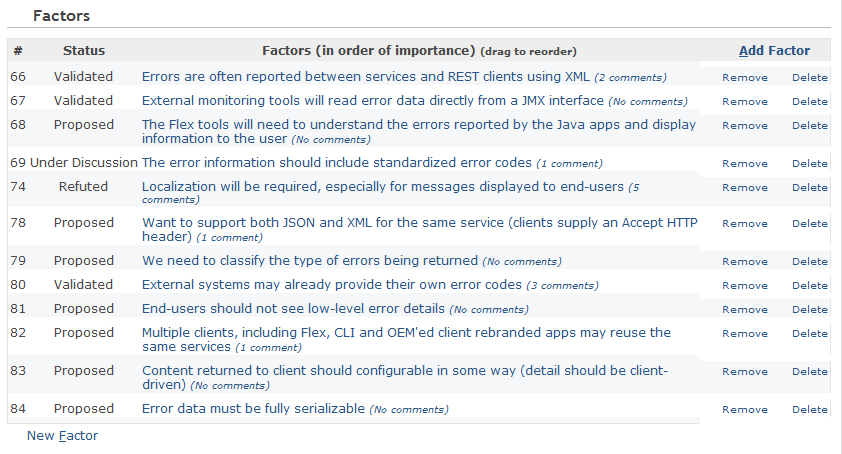 Factors
# Status Factors (in order of importance) (drag to reorder) Add Factor
66 Validated Errors are often reported between services and REST clients using XML (2 comments) Remove Delete
67 Validated External monitoring tools will read error data directly from a JMX interface (No comments) Remove Delete
68 Proposed The Flex tools will need to understand the errors reported by the Java apps and display Remove Delete
information to the user (No comments)
69 Under Discussion The error information should include standardized error codes (1 comment) Remove Delete
74 Refuted Localization will be required, especially for messages displayed to end-users (5 Remove Delete
comments)
78 Proposed Want to support both JSON and XML for the same service (clients supply an Accept HTTP Remove Delete
header) (1 comment)
79 Proposed We need to classify the type of errors being returned (No comments) Remove Delete
80 Validated External systems may already provide their own error codes (3 comments) Remove Delete
81 Proposed End-users should not see low-level error details (No comments) Remove Delete
82 Proposed Multiple clients, including Flex, CLI and OEM'ed client rebranded apps may reuse the Remove Delete
same services (1 comment)
83 Proposed Content returned to client should configurable in some way (detail should be client- Remove Delete
driven) (No comments)
84 Proposed Error data must be fully serializable (No comments) Remove Delete
New Factor